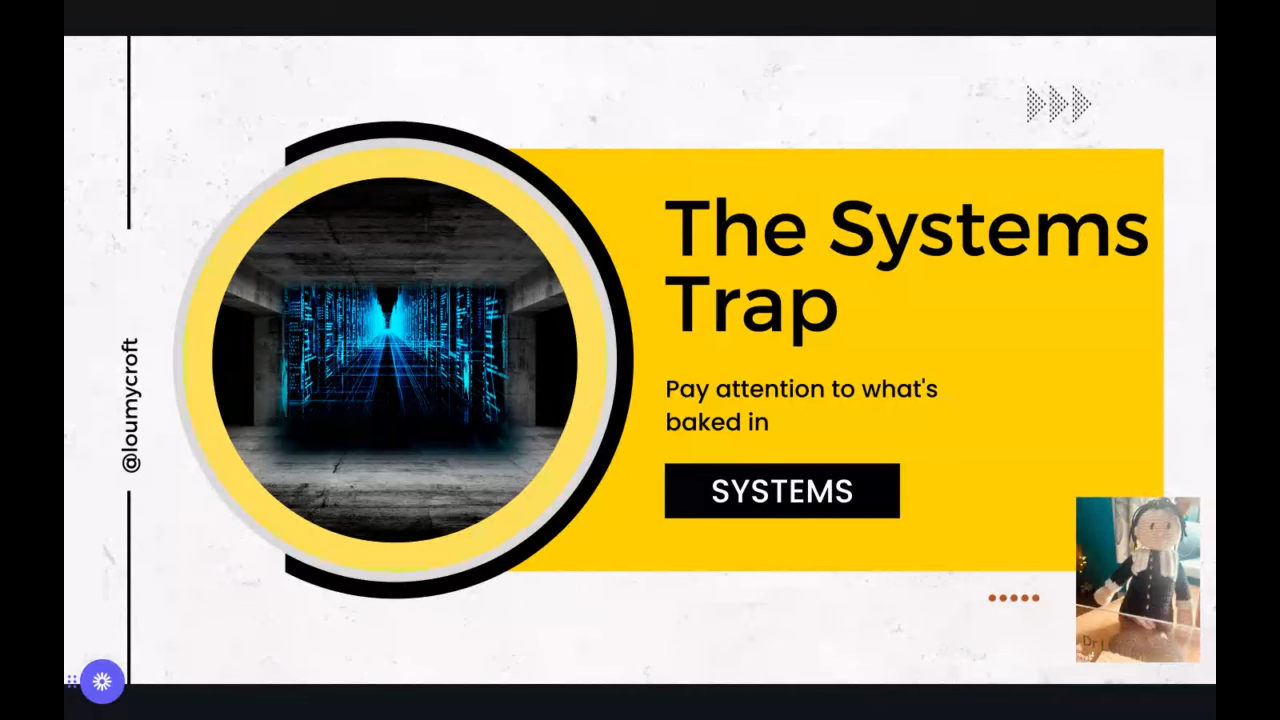 The Systems
Trap
Pay attention to what's
baked in
SYSTEMS
@loumycroft